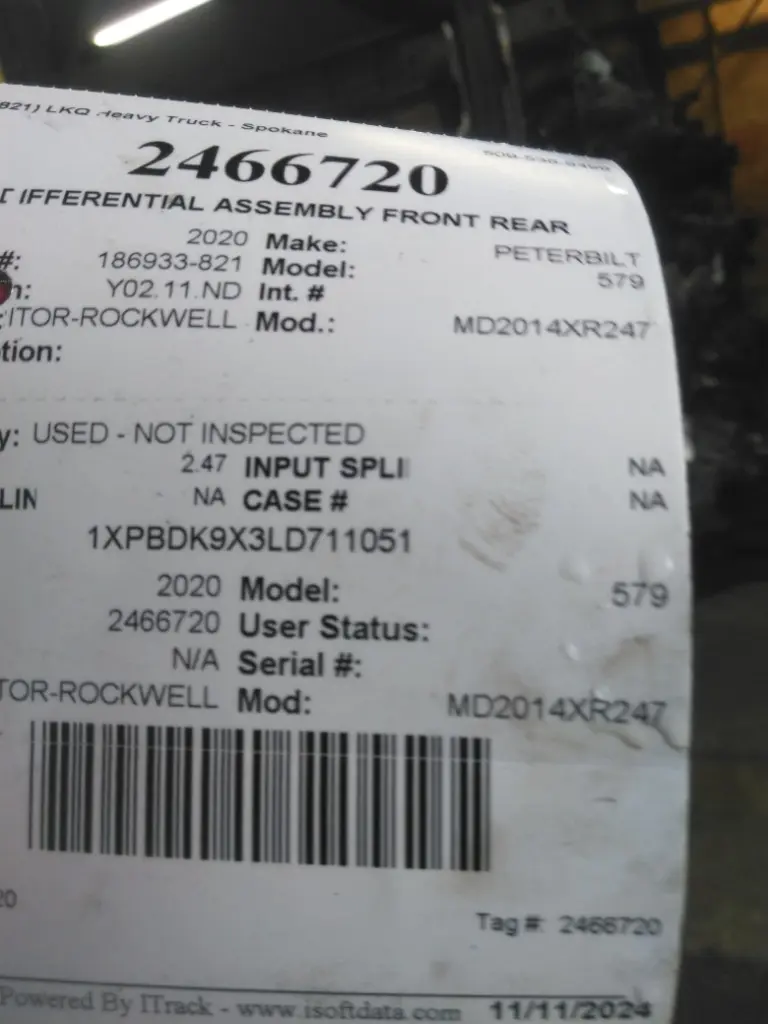 821) LKQ Heavy Truck - Spokane
2466720
IFFERENTIAL ASSEMBLY FRONT REAR
2020 Make: PETERBILT
#: 186933-821 Model: 579
n: Y02.11.ND Int. #
ITOR-ROCKWELL Mod.: MD2014XR247
tion:
y: USED - NOT INSPECTED
2.47 INPUT SPLI NA
LIN NA CASE # NA
1XPBDK9X3LD711051
2020 Model: 579
2466720 User Status:
N/A Serial #:
TOR-ROCKWELL Mod: MD2014XR247
20
Tag #: 2466720
Powered By ITrack - www.isoftdata.com 11/11/2024